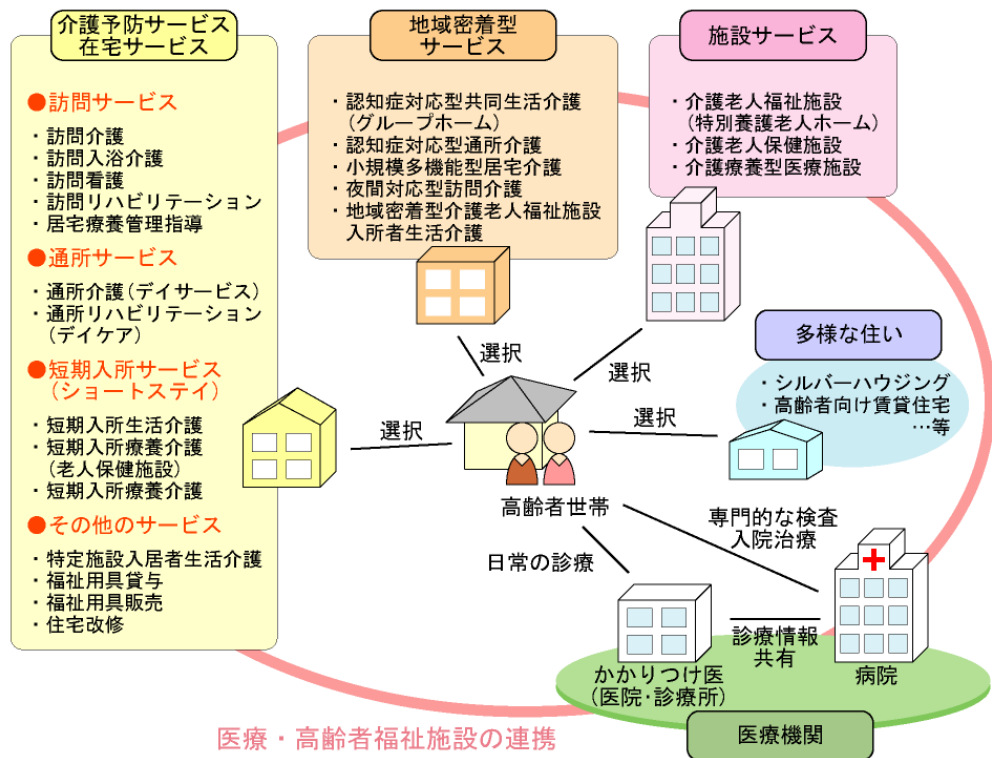 介護予防サービス
在宅サービス
●訪問サービス
・訪問介護
・訪問入浴介護
・訪問看護
・訪問リハビリテーション
・居宅療養管理指導
●通所サービス
・通所介護(デイサービス)
・通所リハビリテーション
(デイケア)
●短期入所サービス
(ショートステイ)
・短期入所生活介護
・短期入所療養介護
(老人保健施設)
・短期入所療養介護
●その他のサービス
・特定施設入居者生活介護
・福祉用具貸与
・福祉用具販売
・住宅改修
地域密着型
サービス
・認知症対応型共同生活介護
(グループホーム)
・認知症対応型通所介護
・小規模多機能型居宅介護
・夜間対応型訪問介護
・地域密着型介護老人福祉施設
入所者生活介護
施設サービス
・介護老人福祉施設
(特別養護老人ホーム)
・介護老人保健施設
・介護療養型医療施設
多様な住い
・シルバーハウジング
・高齢者向け賃貸住宅
…等
選択
選択
選択
選択
高齢者世帯
日常の診療
専門的な検査
入院治療
診療情報
共有
かかりつけ医
(医院・診療所)
病院
医療機関
医療・高齢者福祉施設の連携